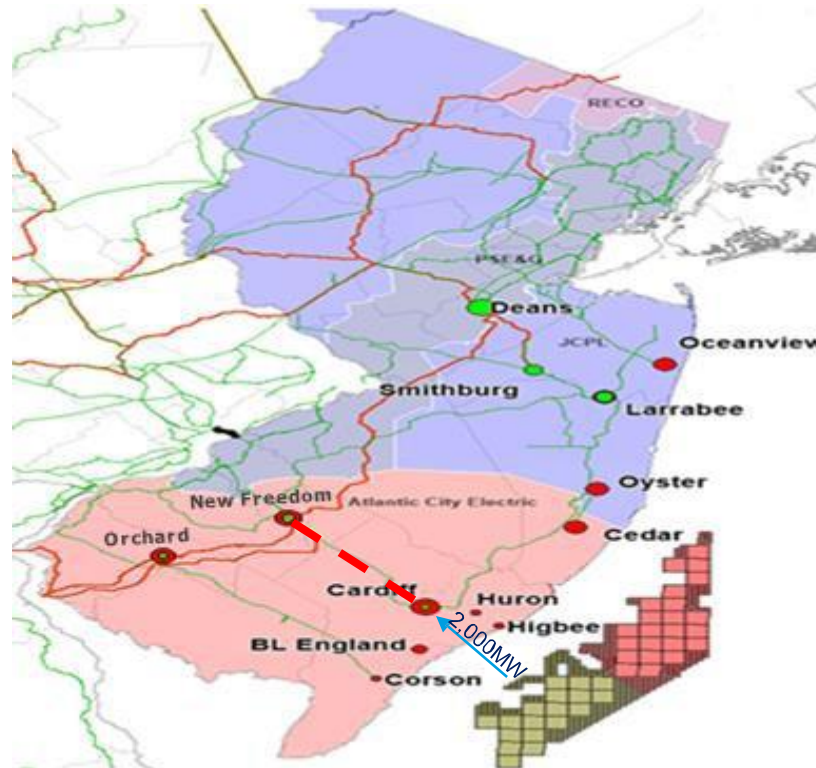 RECO
PSE&G
Deans
JCPL
Oceanview
Smithburg
Larrabee
Oyster
New Freedom
Atlantic City Electric
Orchard
Cedar
Cardiff
Huron
2,000MW
Higbee
BL England
Corson